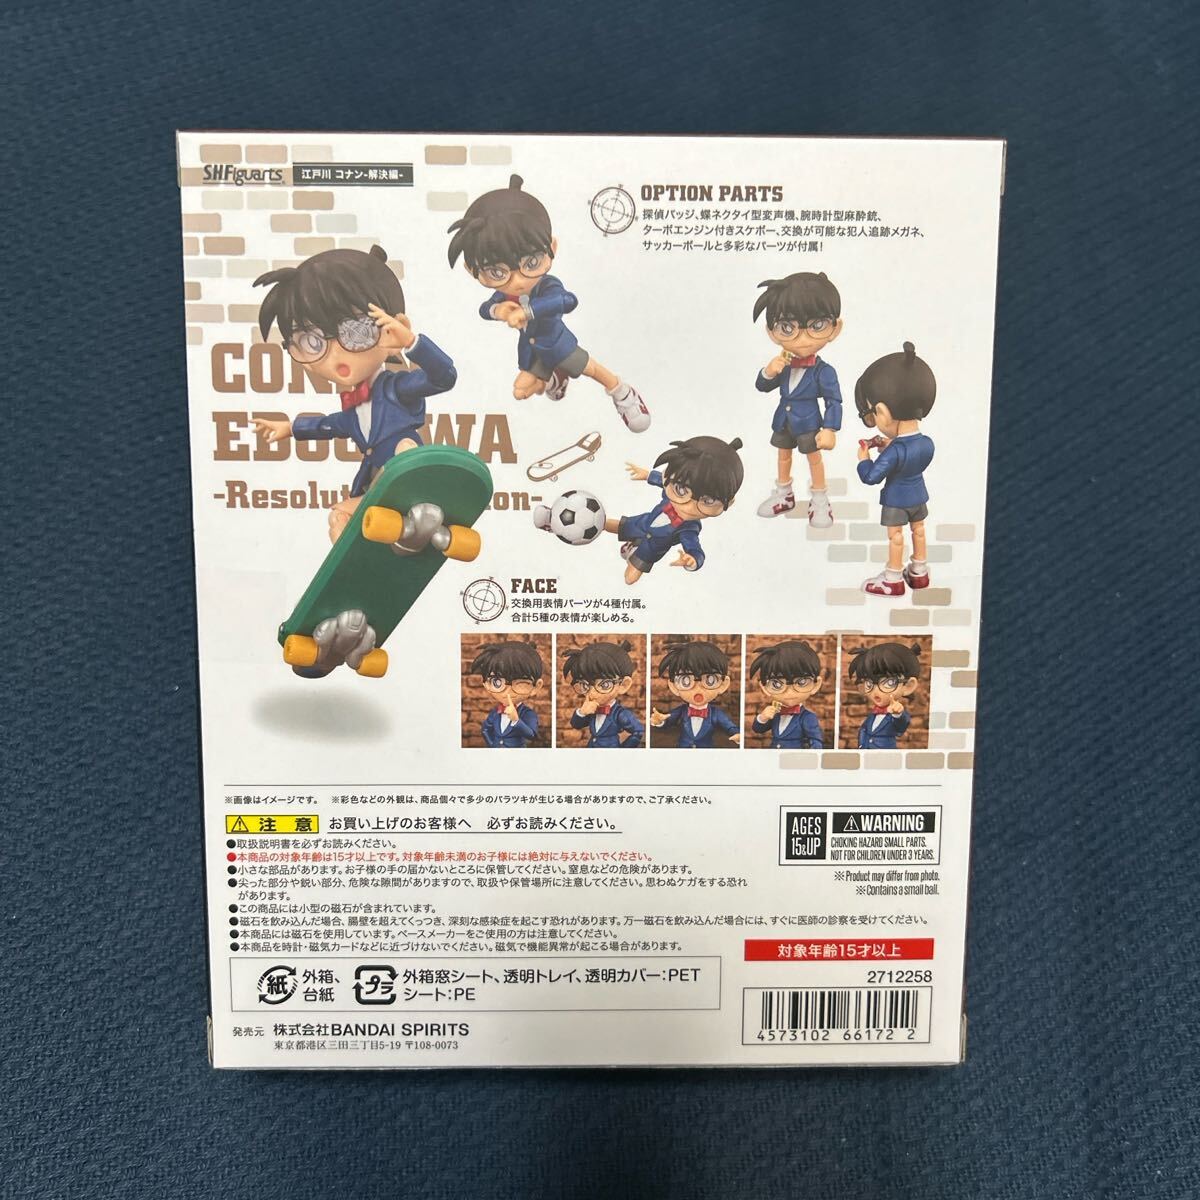 S.H.Figuarts
江戸川 コナン-解決編-
OPTION PARTS
探偵バッジ、蝶ネクタイ型変声機、腕時計型麻酔銃、
ターボエンジン付きスケボー、交換が可能な犯人追跡メガネ、
サッカーボールと多彩なパーツが付属!
CON
EDOG WA
-Resolut on-
FACE
交換用表情パーツが4種付属。
合計5種の表情が楽しめる。
※画像はイメージです。 ※彩色などの外観は、商品個々で多少のバラツキが生じる場合がありますので、ご了承ください。
注意 お買い上げのお客様へ 必ずお読みください。
●取扱説明書を必ずお読みください。
●本商品の対象年齢は15才以上です。対象年齢未満のお子様には絶対に与えないでください。
●小さな部品があります。お子様の手の届かないところに保管してください。窒息などの危険があります。
●尖った部分や鋭い部分、危険な隙間がありますので、取扱や保管場所に注意してください。思わぬケガをする恐れ
があります。
●この商品には小型の磁石が含まれています。
●磁石を飲み込んだ場合、腸壁を超えてくっつき、深刻な感染症を起こす恐れがあります。万一磁石を飲み込んだ場合には、すぐに医師の診察を受けてください。
●本商品には磁石を使用しています。ペースメーカーをご使用の方は注意してください。
●本商品を時計・磁気カードなどに近づけないでください。磁気で機能異常が起こる場合があります。
AGES
15&UP
WARNING
CHOKING HAZARD SMALL PARTS.
NOT FOR CHILDREN UNDER 3 YEARS.
※Product may differ from photo.
※Contains a small ball.
対象年齢15才以上
2712258
紙 外箱、
台紙
プラ 外箱窓シート、透明トレイ、透明カバー:PET
シート:PE
発売元 株式会社BANDAI SPIRITS
東京都港区三田三丁目5-19 〒108-0073
4573102 66172 2